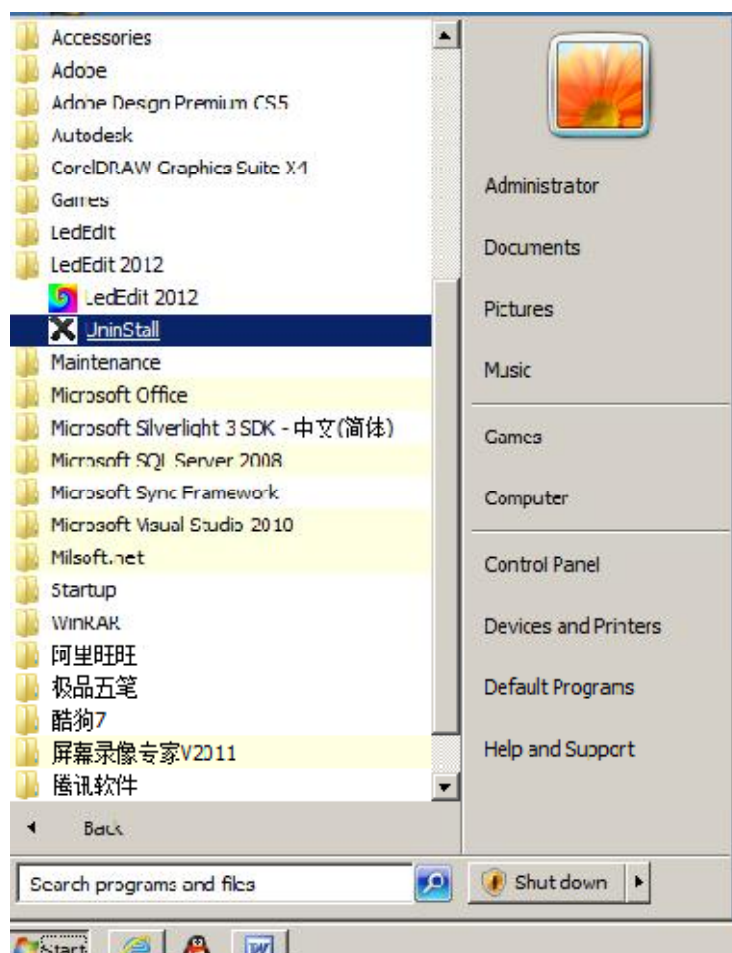 Accessories
Adobe
Adobe Design Premium CS5
Autodesk
CorelDRAW Graphics Suite X4
Games
LedEdit
LedEdit 2012
LedEdit 2012
UninStall
Maintenance
Microsoft Office
Microsoft Silverlight 3 SDK - 中文(简体)
Microsoft SQL Server 2008
Microsoft Sync Framework
Microsoft Visual Studio 2010
Milsoft.net
Startup
WinRAR
阿里旺旺
极品五笔
酷狗7
屏幕录像专家V2011
腾讯软件
Back
Search programs and files
Administrator
Documents
Pictures
Music
Games
Computer
Control Panel
Devices and Printers
Default Programs
Help and Support
Shut down
Start